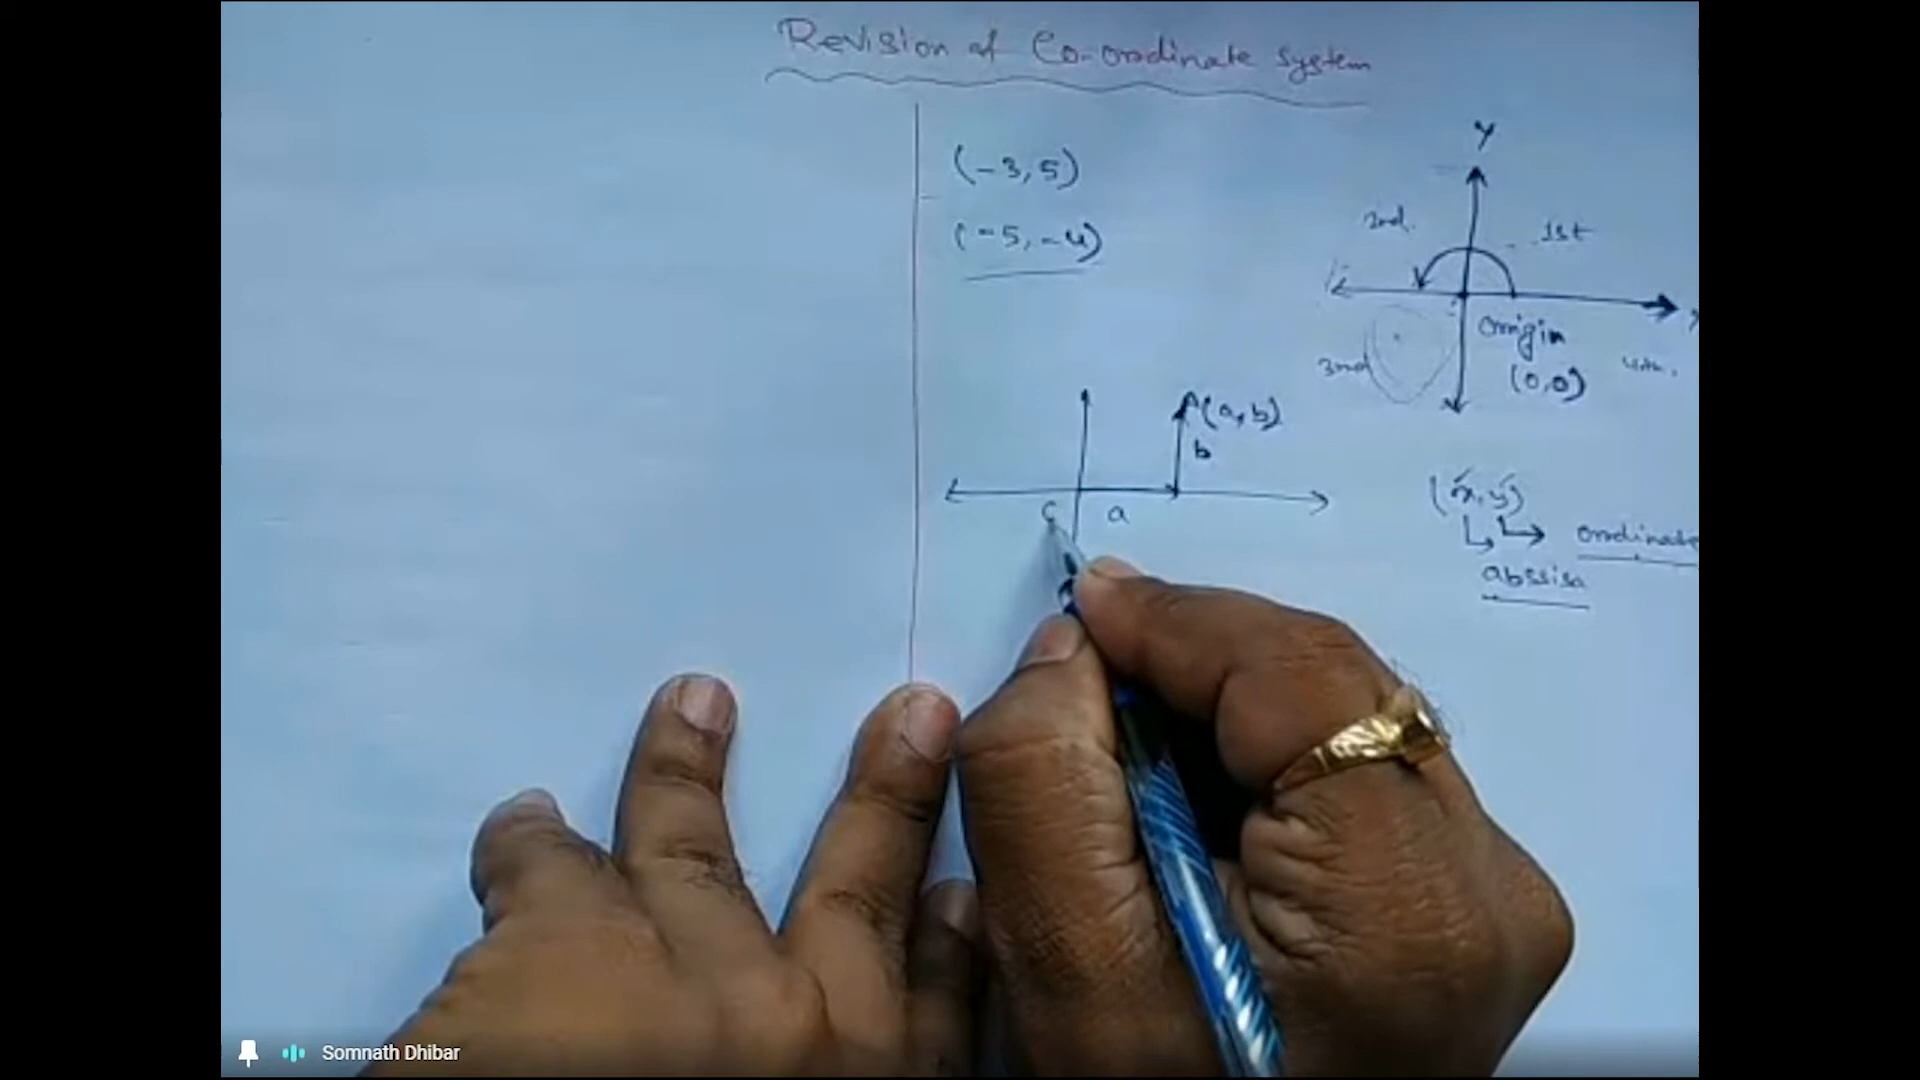 Revision of Co-ordinate system
(-3,5)
(-5,-4)
Y
2nd.
1st
origin
(0,0)
3nd
4th.
A(a,b)
b
a
(x,y)
ordinate
abssisa
Somnath Dhibar